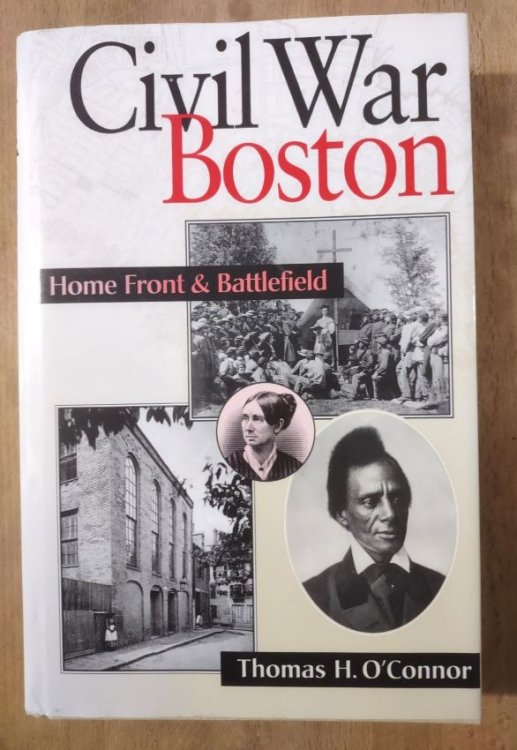 Civil War
Boston
Home Front & Battlefield
Thomas H. O'Connor